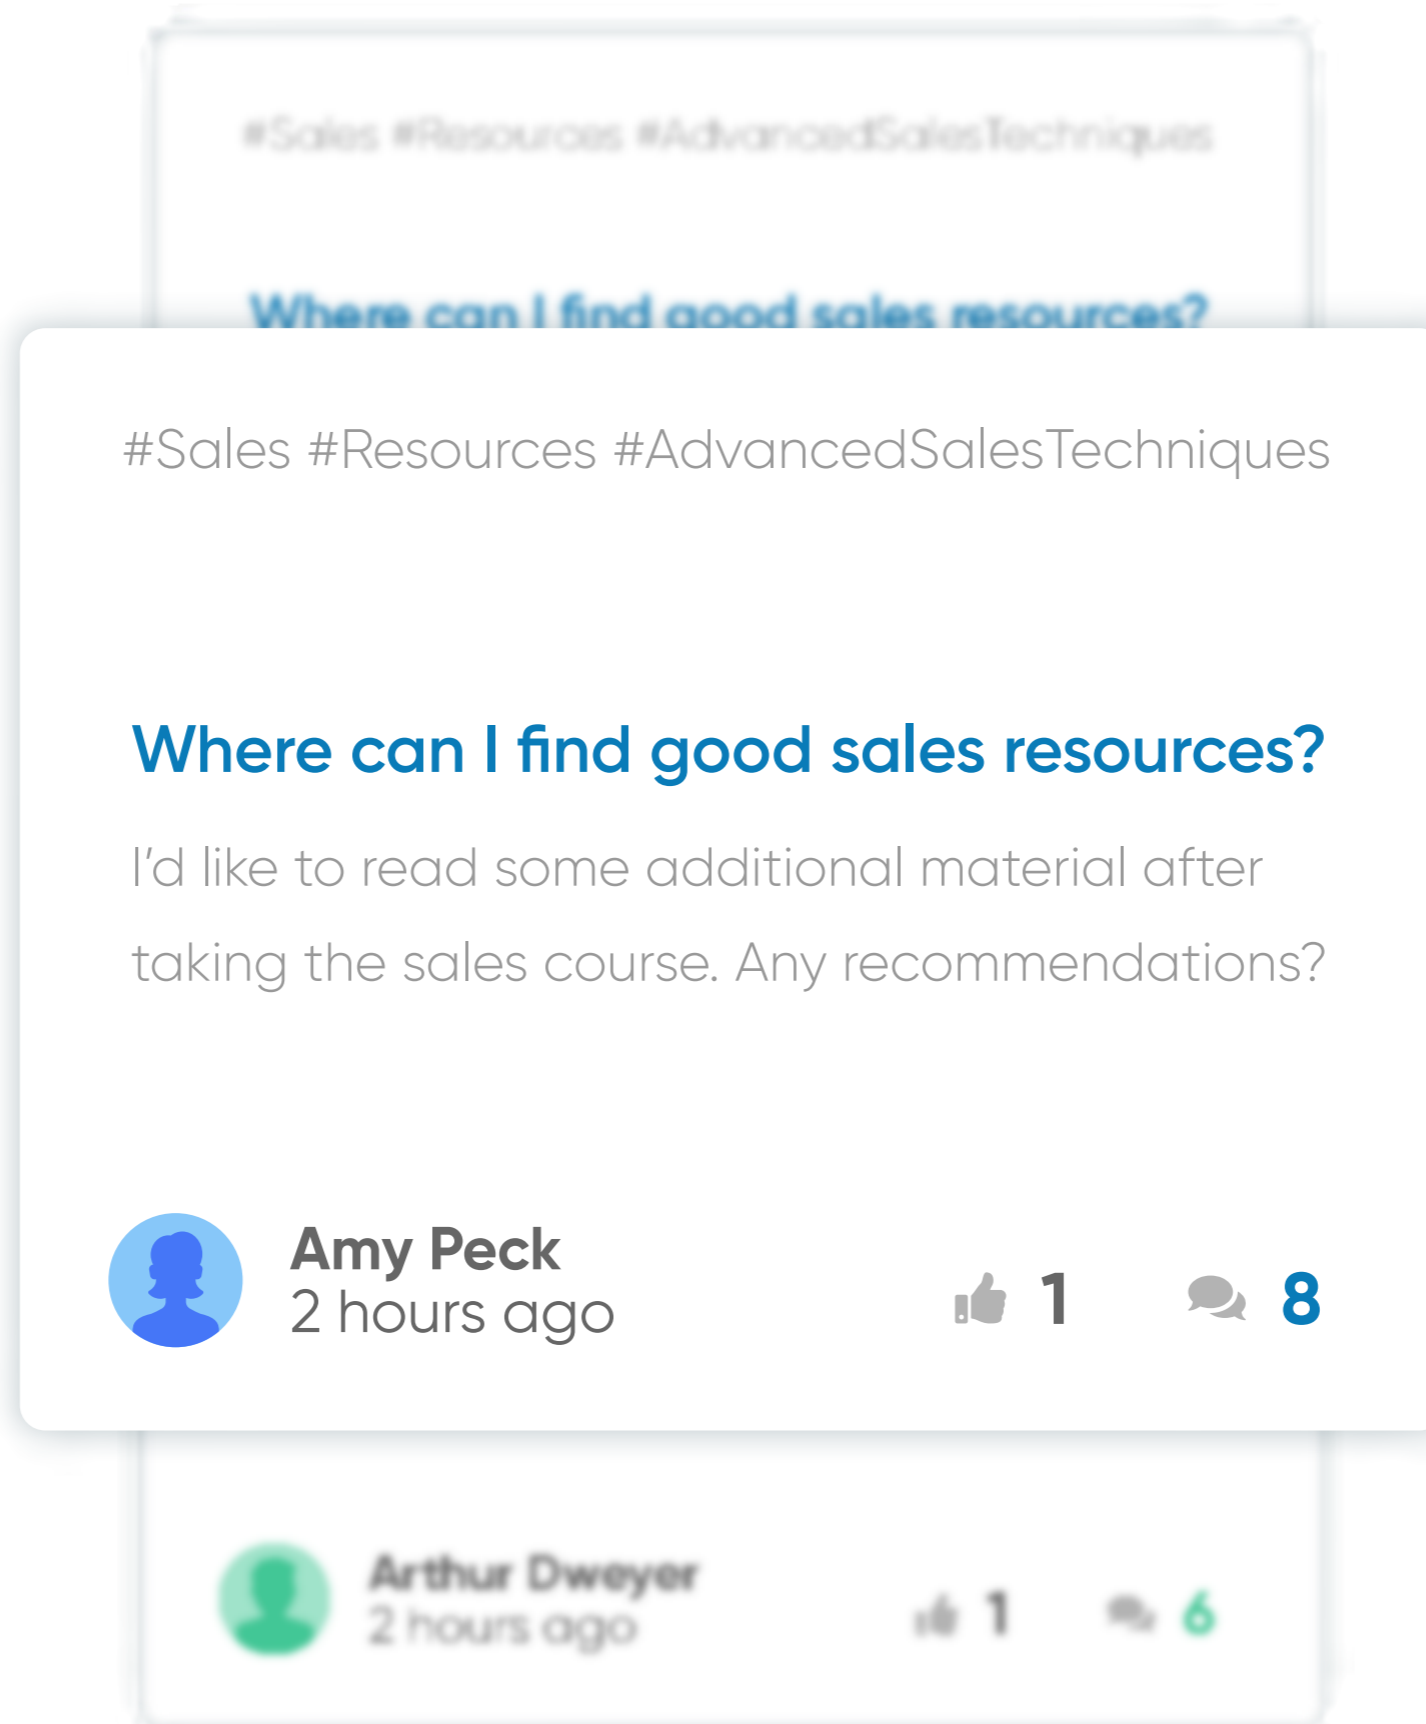 #Sales #Resources #AdvancedSalesTechniques
Where can I find good sales resources?
#Sales #Resources #AdvancedSalesTechniques
Where can I find good sales resources?
I’d like to read some additional material after
taking the sales course. Any recommendations?
Amy Peck
2 hours ago
1
8
Arthur Dweyer
2 hours ago
1
6